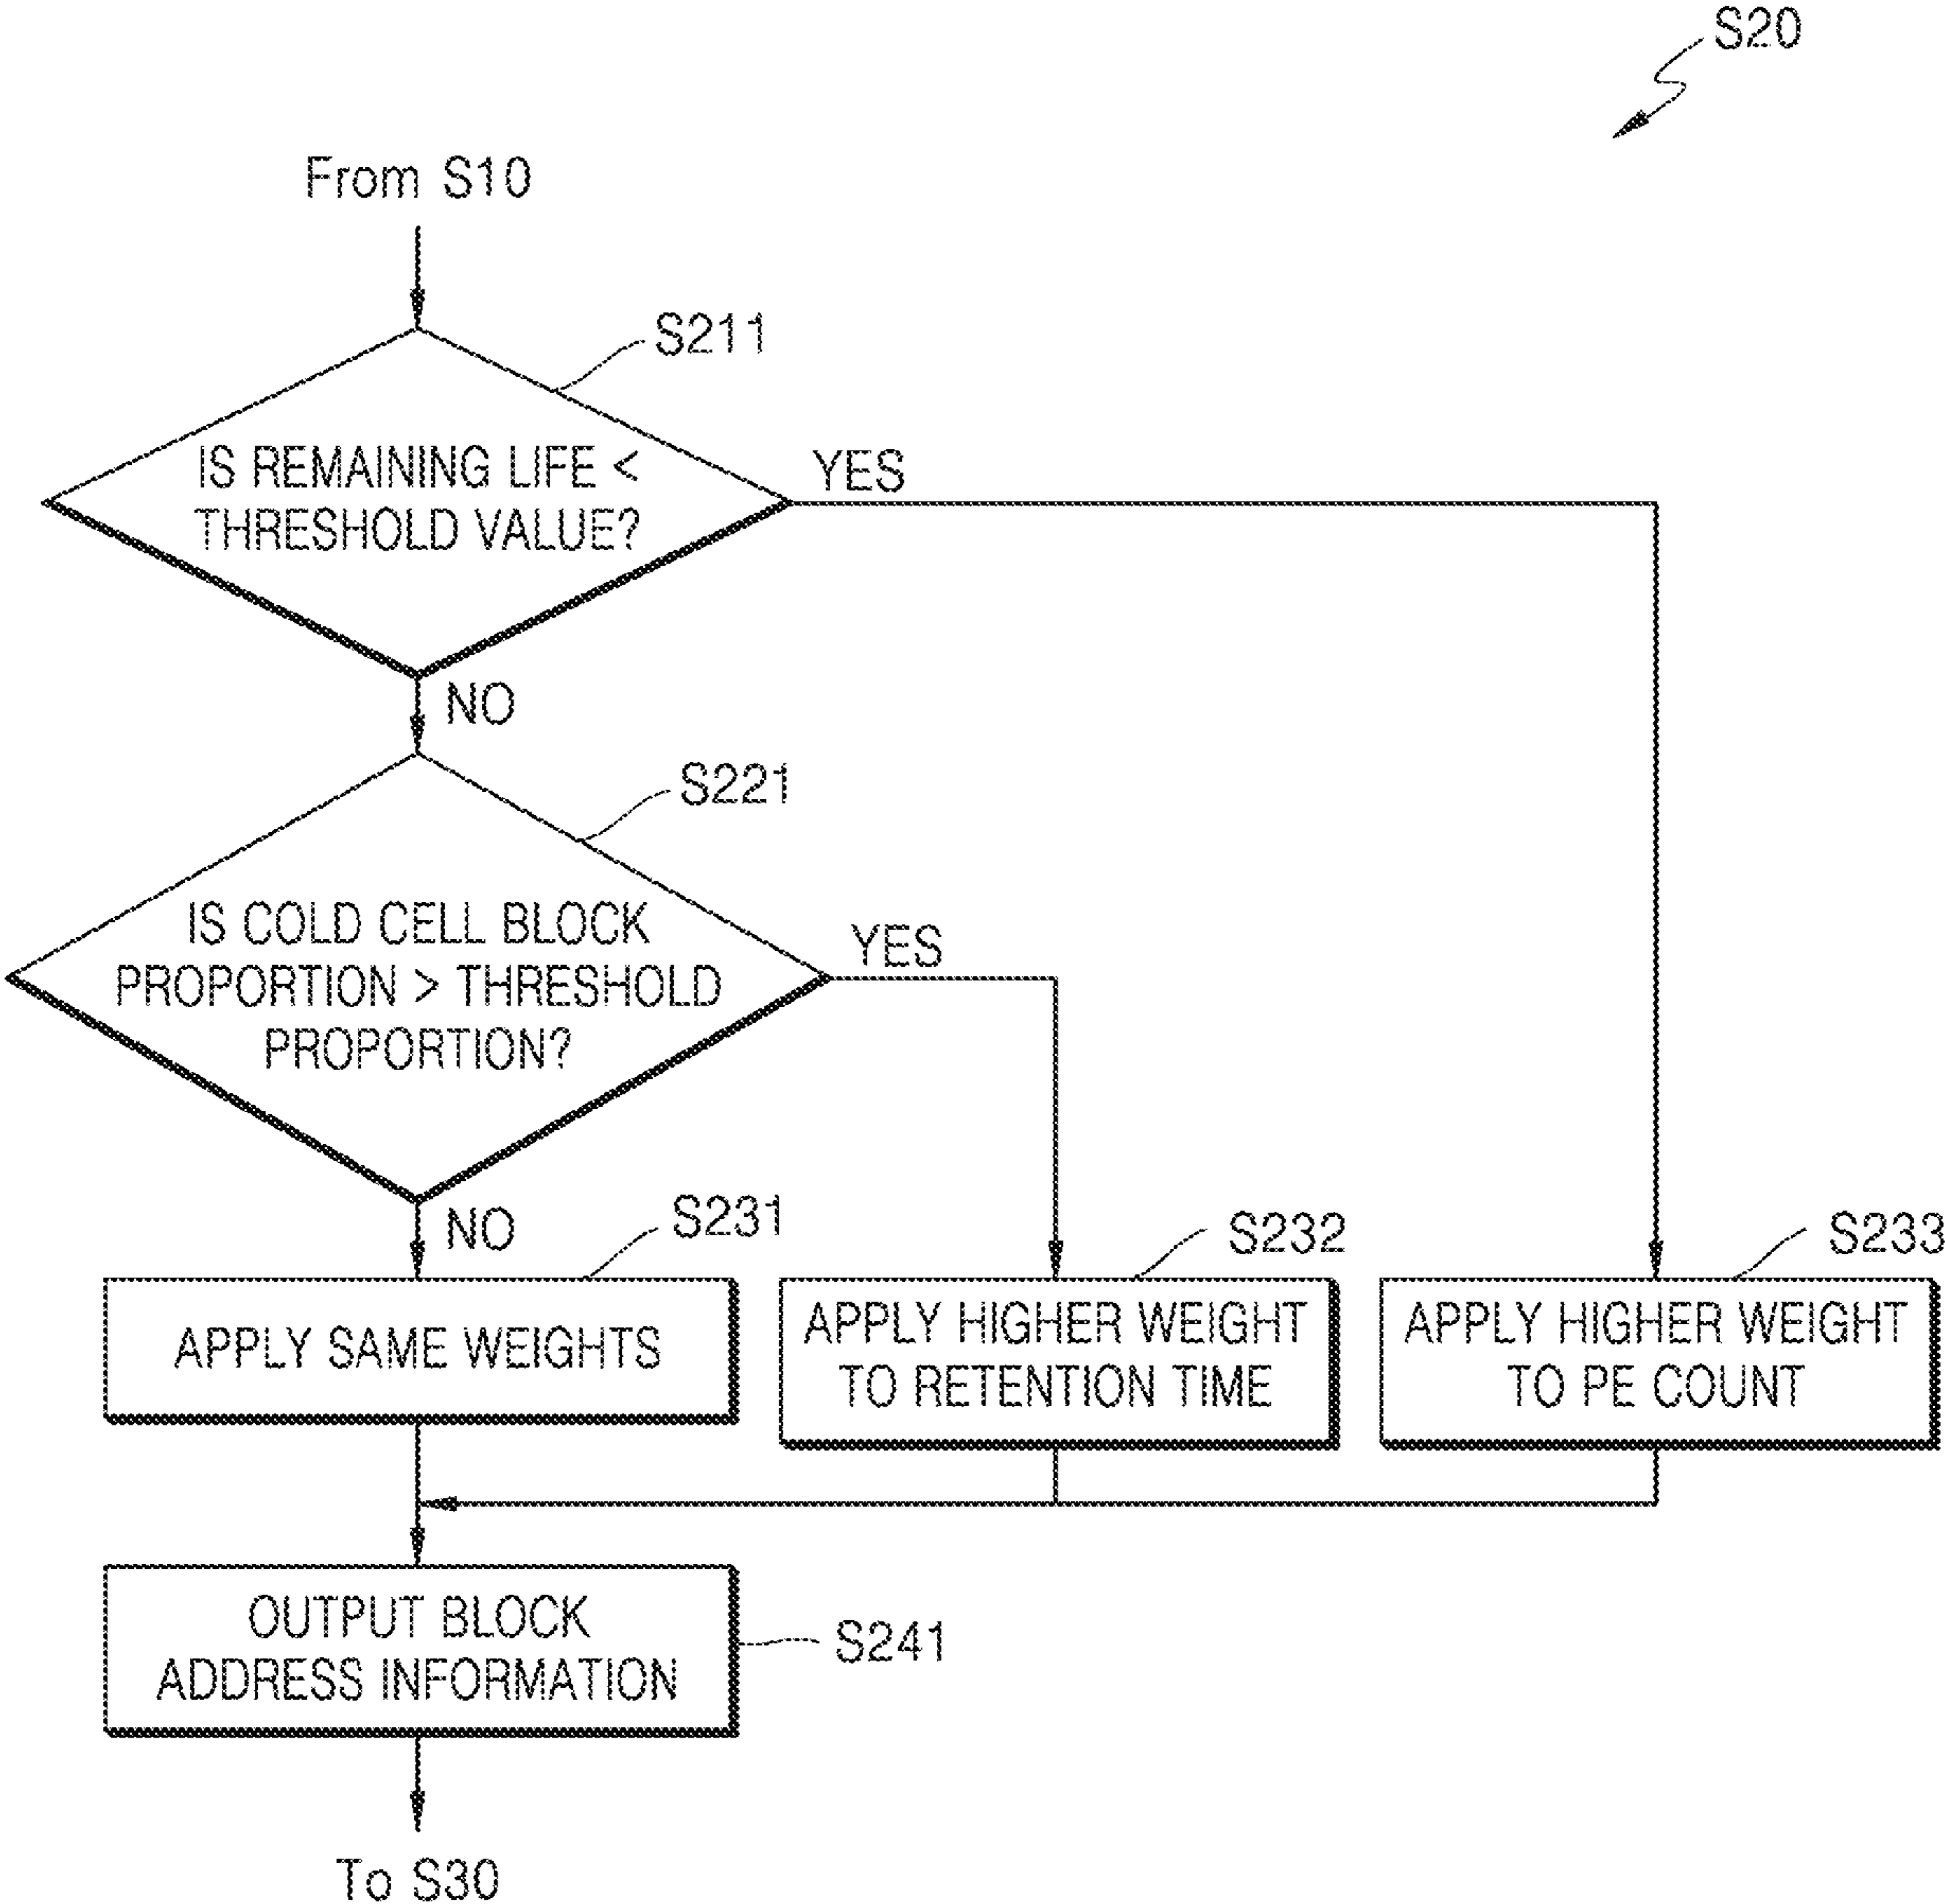 S20
From S10
S211
IS REMAINING LIFE <
THRESHOLD VALUE?
YES
NO
S221
IS COLD CELL BLOCK
PROPORTION > THRESHOLD
PROPORTION?
YES
NO
S231
APPLY SAME WEIGHTS
S232
APPLY HIGHER WEIGHT
TO RETENTION TIME
S233
APPLY HIGHER WEIGHT
TO PE COUNT
OUTPUT BLOCK
ADDRESS INFORMATION
S241
To S30